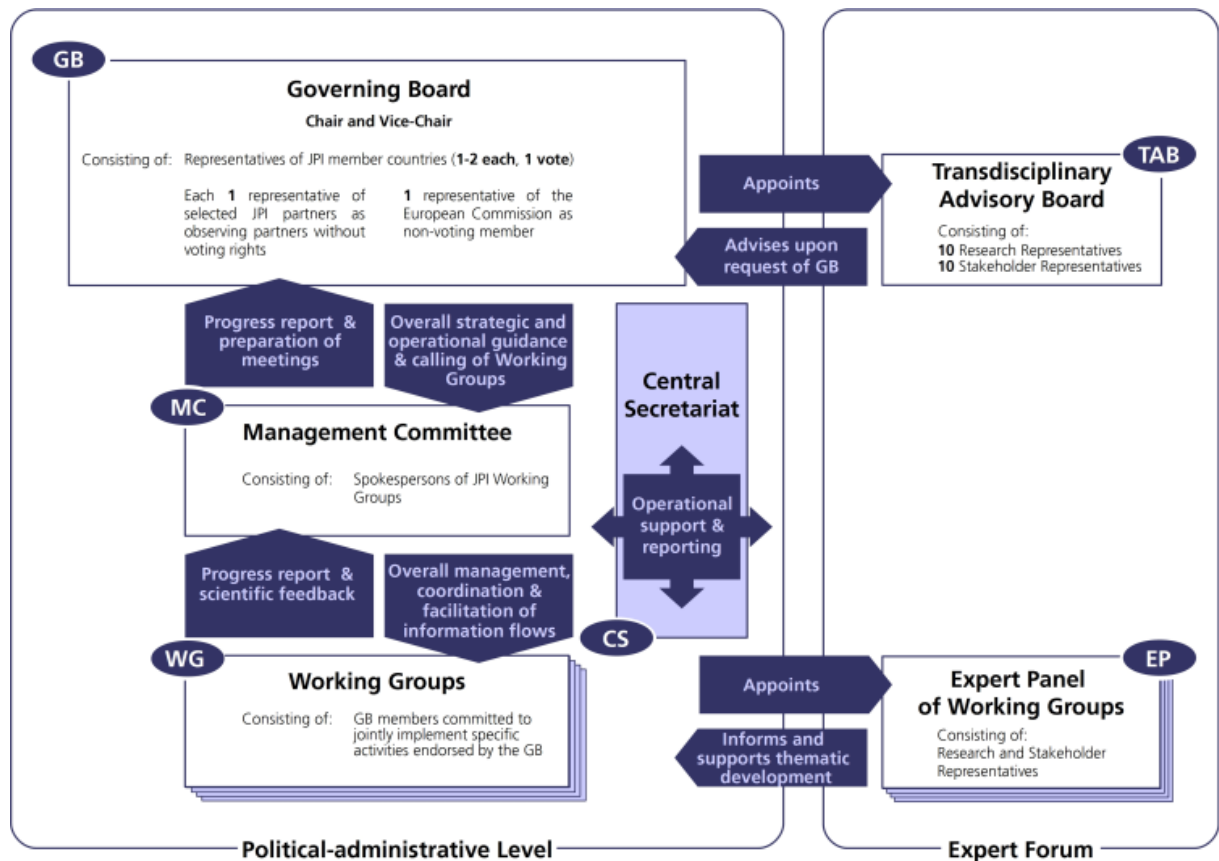 GB
Governing Board
Chair and Vice-Chair
Consisting of: Representatives of JPI member countries (1-2 each, 1 vote)
Each 1 representative of
selected JPI partners as
observing partners without
voting rights
1 representative of the
European Commission as
non-voting member
Appoints
Advises upon
request of GB
TAB
Transdisciplinary
Advisory Board
Consisting of:
10 Research Representatives
10 Stakeholder Representatives
Progress report &
preparation of
meetings
Overall strategic and
operational guidance
& calling of Working
Groups
Central
Secretariat
Operational
support &
reporting
CS
MC
Management Committee
Consisting of: Spokespersons of JPI Working
Groups
Progress report &
scientific feedback
Overall management,
coordination &
facilitation of
information flows
WG
Working Groups
Consisting of: GB members committed to
jointly implement specific
activities endorsed by the GB
Appoints
Informs and
supports thematic
development
EP
Expert Panel
of Working Groups
Consisting of:
Research and Stakeholder
Representatives
Political-administrative Level
Expert Forum